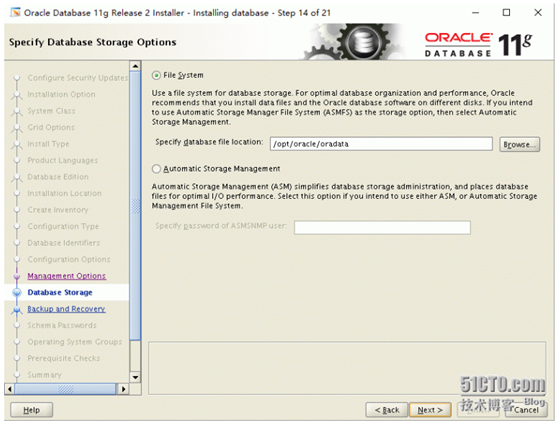 Oracle Database 11g Release 2 Installer - Installing database - Step 14 of 21
Specify Database Storage Options
ORACLE
DATABASE 11g
Configure Security Updates
Installation Option
System Class
Grid Options
Install Type
Product Languages
Database Edition
Installation Location
Create Inventory
Configuration Type
Database Identifiers
Configuration Options
Management Options
Database Storage
Backup and Recovery
Schema Passwords
Operating System Groups
Prerequisite Checks
Summary
File System
Use a file system for database storage. For optimal database organization and performance, Oracle
recommends that you install data files and the Oracle database software on different disks. If you intend
to use Automatic Storage Manager File System (ASMFS) as the storage option, then select Automatic
Storage Management.
Specify database file location: /opt/oracle/oradata Browse...
Automatic Storage Management
Automatic Storage Management (ASM) simplifies database storage administration, and places database
files for optimal I/O performance. Select this option if you intend to use either ASM, or Automatic Storage
Management File System.
Specify password of ASMSNMP user:
Help
< Back
Next >
Cancel
51CTO.com
技术博客 Blog